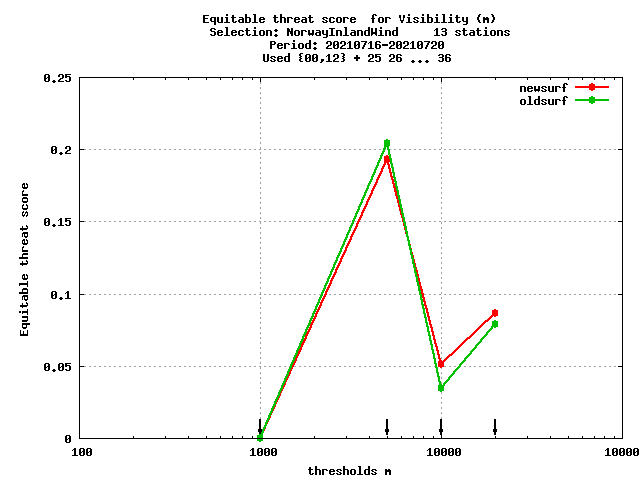 Equitable threat score  for Visibility (m)
Selection: NorwayInlandWind     13 stations
Period: 20210716-20210720
Used {00,12} + 25 26 ... 36
newsurf
oldsurf
0.25
0.2
0.15
0.1
0.05
0
Equitable threat score
100
1000
10000
100000
thresholds m